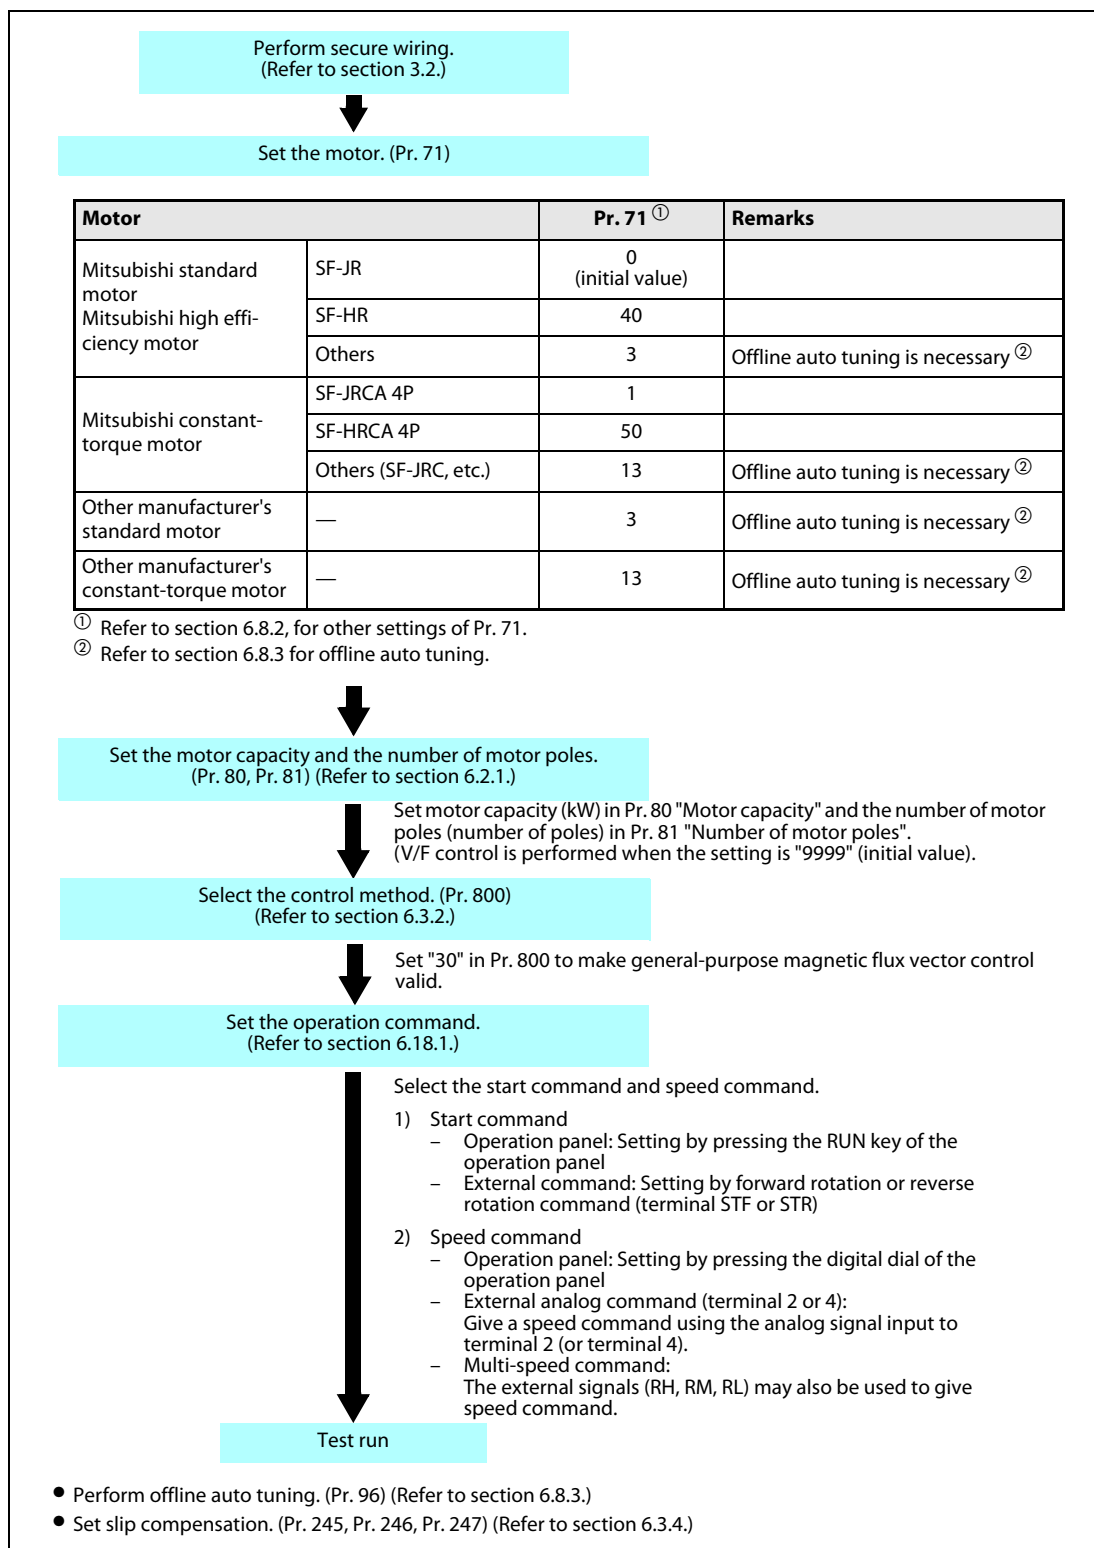 Perform secure wiring.
(Refer to section 3.2.)
Set the motor. (Pr. 71)
Motor Pr. 71 ① Remarks
Mitsubishi standard
motor
Mitsubishi high effi-
ciency motor
SF-JR 0
(initial value)
SF-HR 40
Others 3 Offline auto tuning is necessary ②
Mitsubishi constant-
torque motor
SF-JRCA 4P 1
SF-HRCA 4P 50
Others (SF-JRC, etc.) 13 Offline auto tuning is necessary ②
Other manufacturer's
standard motor
— 3 Offline auto tuning is necessary ②
Other manufacturer's
constant-torque motor
— 13 Offline auto tuning is necessary ②
① Refer to section 6.8.2, for other settings of Pr. 71.
② Refer to section 6.8.3 for offline auto tuning.
Set the motor capacity and the number of motor poles.
(Pr. 80, Pr. 81) (Refer to section 6.2.1.)
Set motor capacity (kW) in Pr. 80 "Motor capacity" and the number of motor
poles (number of poles) in Pr. 81 "Number of motor poles".
(V/F control is performed when the setting is "9999" (initial value).
Select the control method. (Pr. 800)
(Refer to section 6.3.2.)
Set "30" in Pr. 800 to make general-purpose magnetic flux vector control
valid.
Set the operation command.
(Refer to section 6.18.1.)
Select the start command and speed command.
1) Start command
– Operation panel: Setting by pressing the RUN key of the
operation panel
– External command: Setting by forward rotation or reverse
rotation command (terminal STF or STR)
2) Speed command
– Operation panel: Setting by pressing the digital dial of the
operation panel
– External analog command (terminal 2 or 4):
Give a speed command using the analog signal input to
terminal 2 (or terminal 4).
– Multi-speed command:
The external signals (RH, RM, RL) may also be used to give
speed command.
Test run
● Perform offline auto tuning. (Pr. 96) (Refer to section 6.8.3.)
● Set slip compensation. (Pr. 245, Pr. 246, Pr. 247) (Refer to section 6.3.4.)